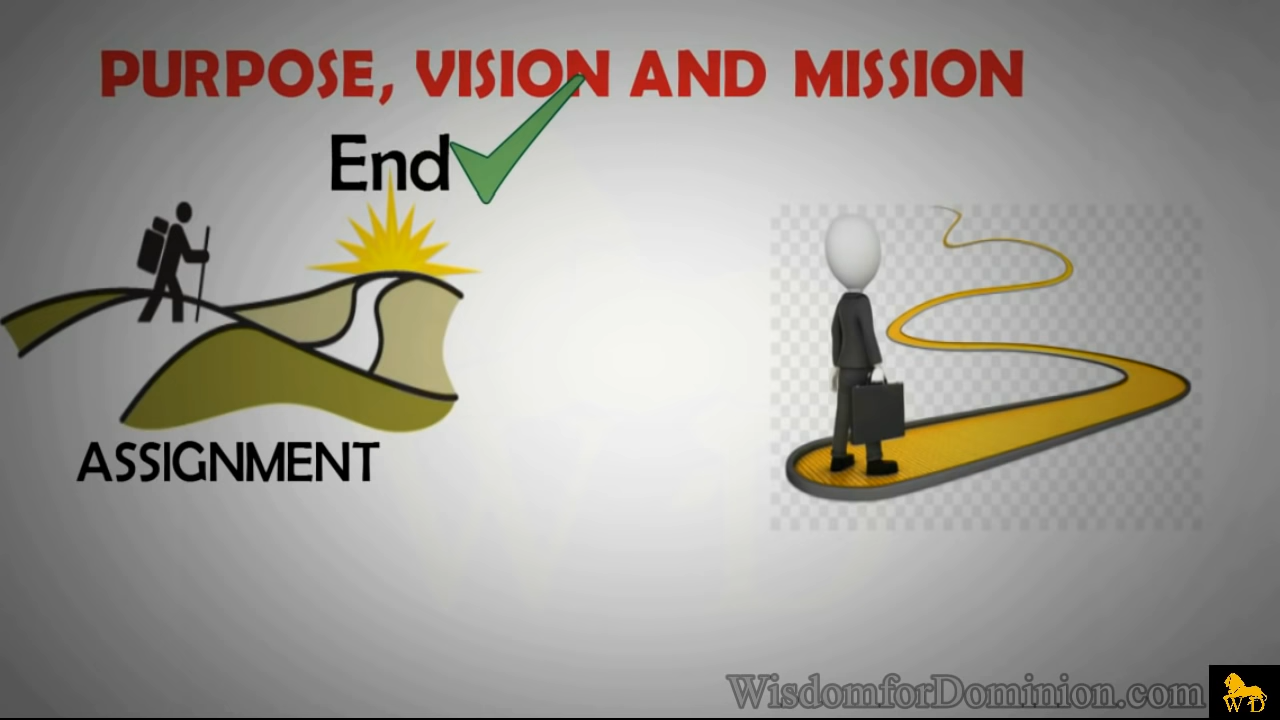 PURPOSE, VISION AND MISSION
End
ASSIGNMENT
WisdomforDominion.com
WD